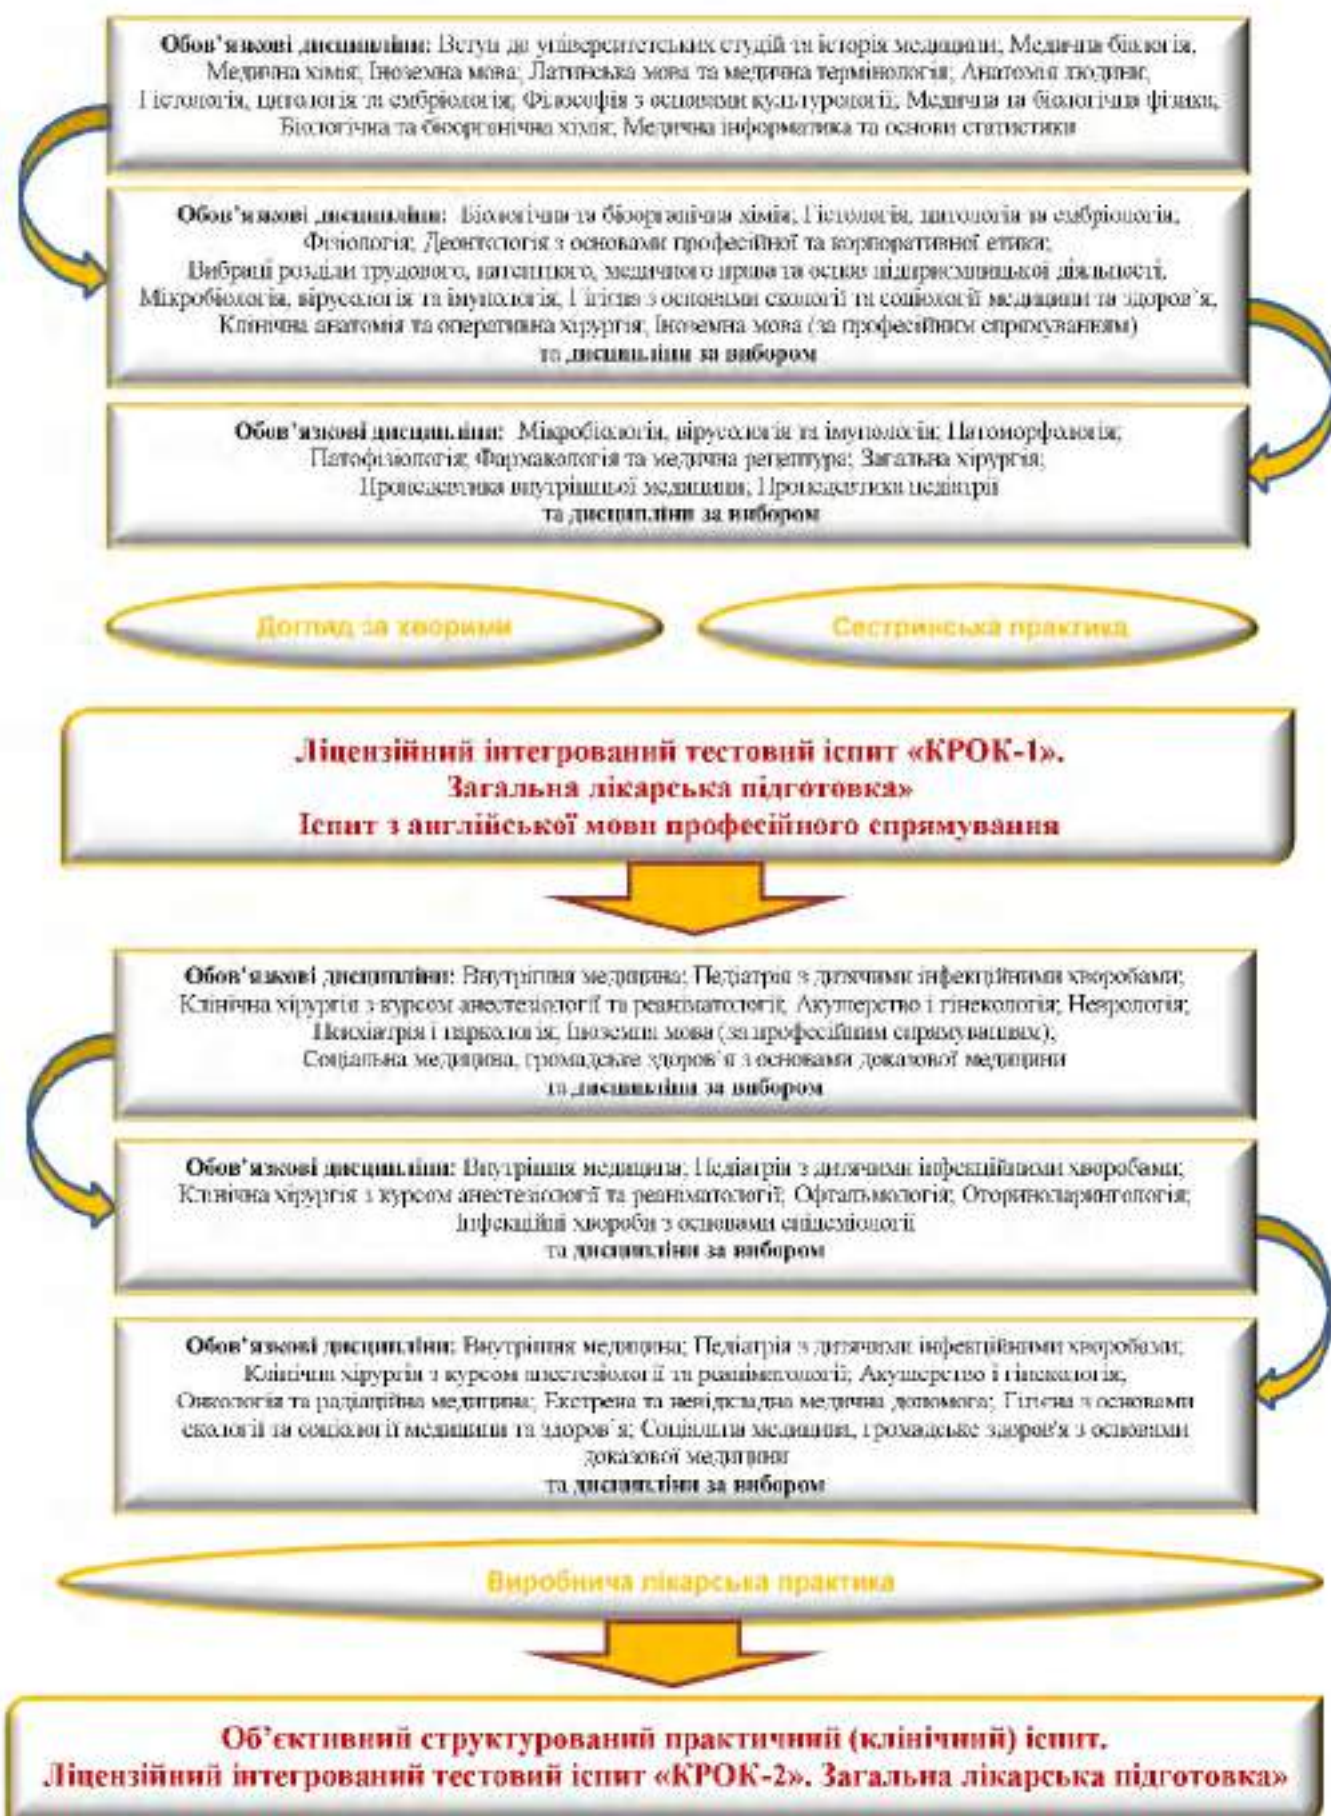 Обов’язкові дисципліни: Вступ до університетських студій та історія медицини; Медична біологія;
Медична хімія; Іноземна мова; Латинська мова та медична термінологія; Анатомія людини;
Гістологія, цитологія та ембріологія; Філософія з основами культурології; Медична та біологічна фізика;
Біологічна та біоорганічна хімія; Медична інформатика та основи статистики
Обов’язкові дисципліни: Біологічна та біоорганічна хімія; Гістологія, цитологія та ембріологія;
Фізіологія; Деонтологія з основами професійної та корпоративної етики;
Вибрані розділи трудового, патентного, медичного права та основ підприємницької діяльності;
Мікробіологія, вірусологія та імунологія; Гігієна з основами екології та соціології медицини та здоров’я;
Клінічна анатомія та оперативна хірургія; Іноземна мова (за професійним спрямуванням)
та дисципліни за вибором
Обов’язкові дисципліни: Мікробіологія, вірусологія та імунологія; Патоморфологія;
Патофізіологія; Фармакологія та медична рецептура; Загальна хірургія;
Пропедевтика внутрішньої медицини; Пропедевтика педіатрії
та дисципліни за вибором
Догляд за хворими
Сестринська практика
Ліцензійний інтегрований тестовий іспит «КРОК-1».
Загальна лікарська підготовка»
Іспит з англійської мови професійного спрямування
Обов’язкові дисципліни: Внутрішня медицина; Педіатрія з дитячими інфекційними хворобами;
Клінічна хірургія з курсом анестезіології та реаніматології; Акушерство і гінекологія; Неврологія;
Психіатрія і наркологія; Іноземна мова (за професійним спрямуванням);
Соціальна медицина, громадське здоров’я з основами доказової медицини
та дисципліни за вибором
Обов’язкові дисципліни: Внутрішня медицина; Педіатрія з дитячими інфекційними хворобами;
Клінічна хірургія з курсом анестезіології та реаніматології; Офтальмологія; Оториноларингологія;
Інфекційні хвороби з основами епідеміології
та дисципліни за вибором
Обов’язкові дисципліни: Внутрішня медицина; Педіатрія з дитячими інфекційними хворобами;
Клінічна хірургія з курсом анестезіології та реаніматології; Акушерство і гінекологія;
Онкологія та радіаційна медицина; Екстрена та невідкладна медична допомога; Гігієна з основами
екології та соціології медицини та здоров’я; Соціальна медицина, громадське здоров’я з основами
доказової медицини
та дисципліни за вибором
Виробнича лікарська практика
Об’єктивний структурований практичний (клінічний) іспит.
Ліцензійний інтегрований тестовий іспит «КРОК-2». Загальна лікарська підготовка»